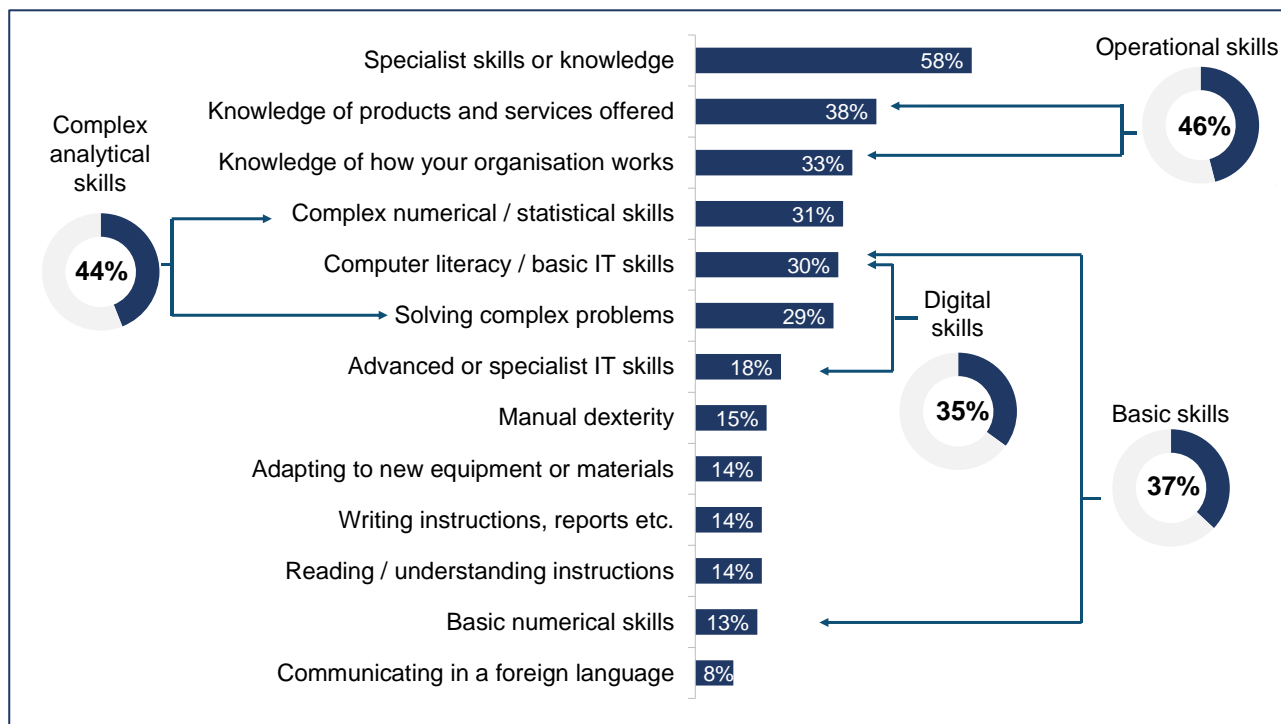 Specialist skills or knowledge 58%
Knowledge of products and services offered 38%
Knowledge of how your organisation works 33%
Complex numerical / statistical skills 31%
Computer literacy / basic IT skills 30%
Solving complex problems 29%
Advanced or specialist IT skills 18%
Manual dexterity 15%
Adapting to new equipment or materials 14%
Writing instructions, reports etc. 14%
Reading / understanding instructions 14%
Basic numerical skills 13%
Communicating in a foreign language 8%
Complex
analytical
skills
44%
Operational skills
46%
Digital
skills
35%
Basic skills
37%